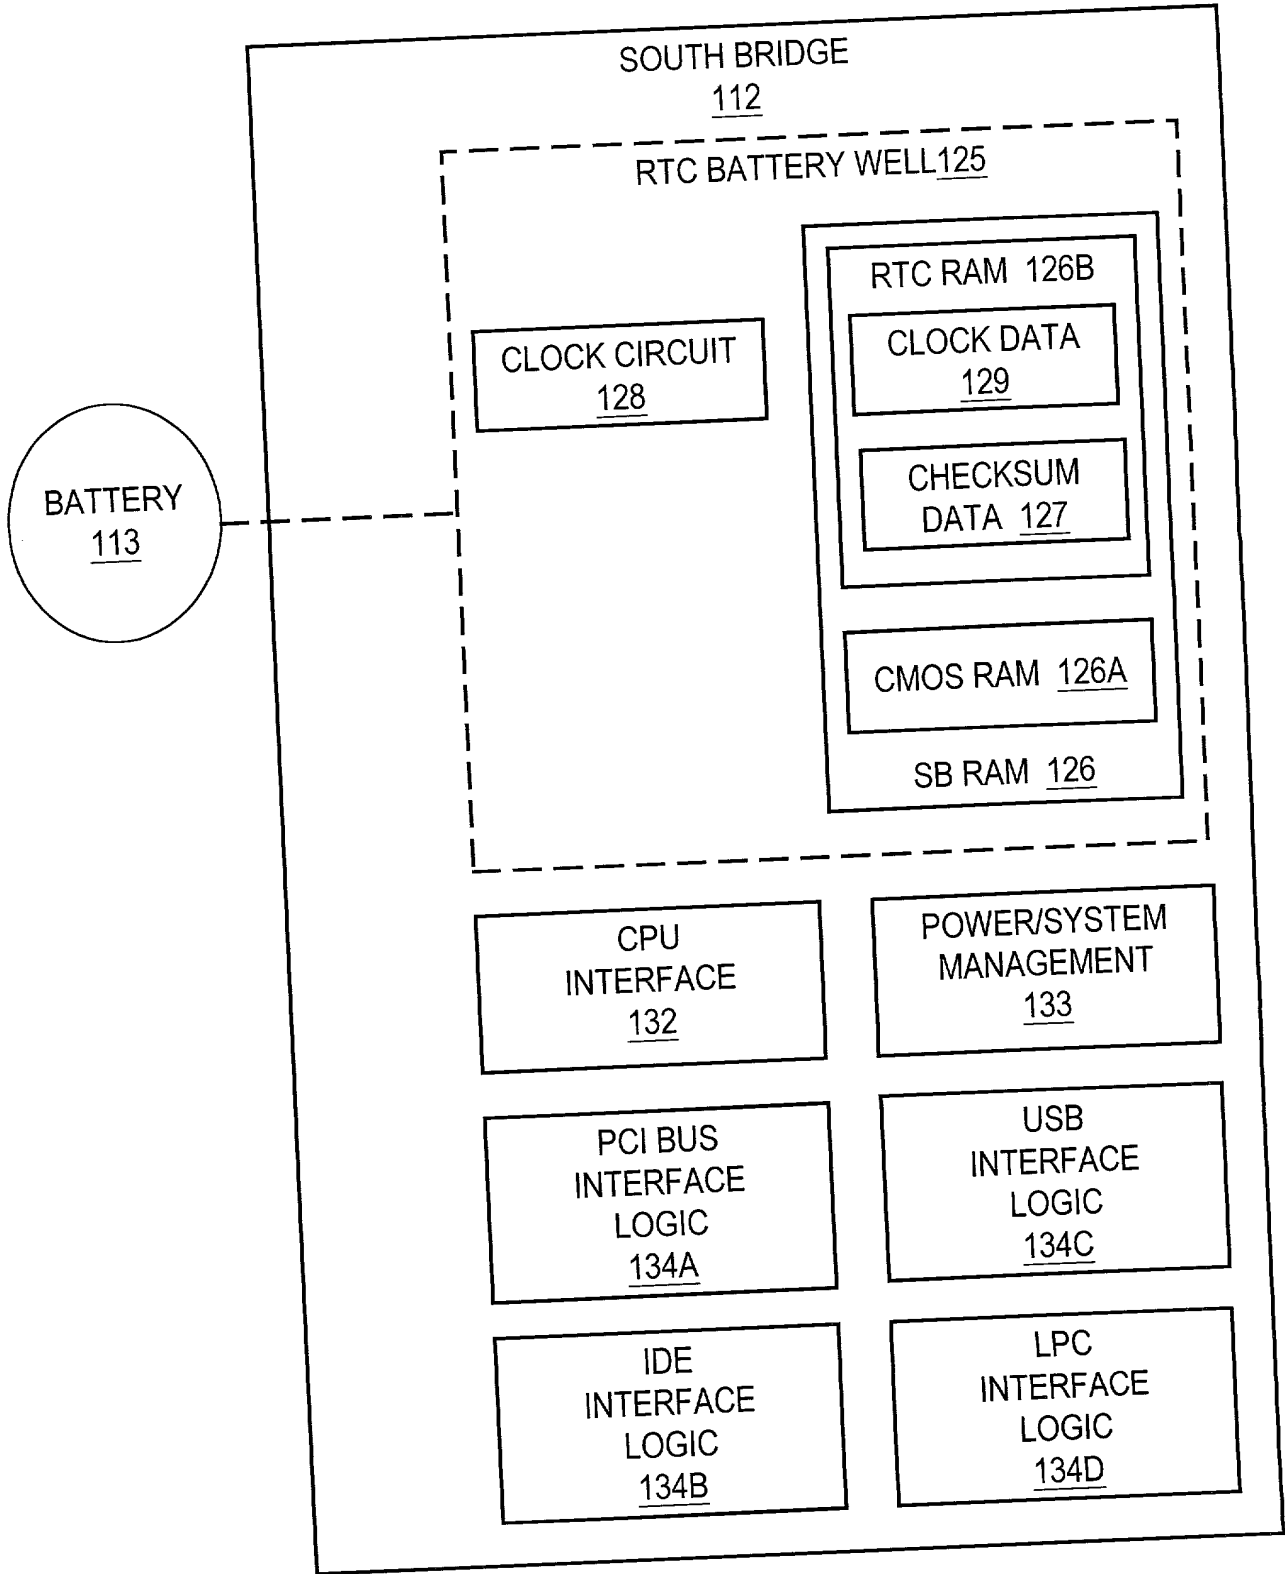 SOUTH BRIDGE
112
RTC BATTERY WELL125
RTC RAM 126B
CLOCK DATA
129
CLOCK CIRCUIT
128
CHECKSUM
DATA 127
BATTERY
113
CMOS RAM 126A
SB RAM 126
CPU
INTERFACE
132
POWER/SYSTEM
MANAGEMENT
133
PCI BUS
INTERFACE
LOGIC
134A
USB
INTERFACE
LOGIC
134C
IDE
INTERFACE
LOGIC
134B
LPC
INTERFACE
LOGIC
134D